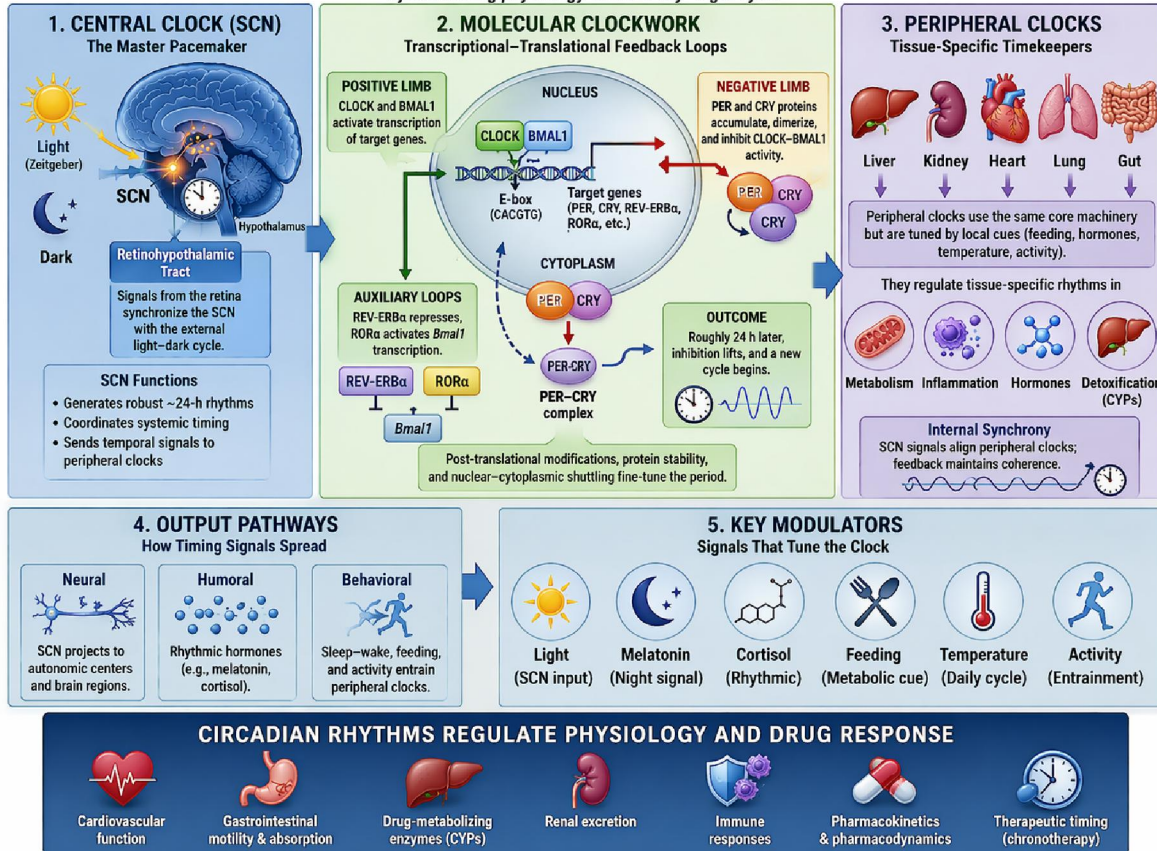 1. CENTRAL CLOCK (SCN)
The Master Pacemaker
Light
(Zeitgeber)
SCN
Dark
Hypothalamus
Retinohypothalamic
Tract
Signals from the retina
synchronize the SCN
with the external
light–dark cycle.
SCN Functions
• Generates robust ~24-h rhythms
• Coordinates systemic timing
• Sends temporal signals to
peripheral clocks
2. MOLECULAR CLOCKWORK
Transcriptional–Translational Feedback Loops
POSITIVE LIMB
CLOCK and BMAL1
activate transcription
of target genes.
NUCLEUS
CLOCK
BMAL1
E-box
(CACGTG)
Target genes
(PER, CRY, REV-ERBα,
RORα, etc.)
NEGATIVE LIMB
PER and CRY proteins
accumulate, dimerize,
and inhibit CLOCK–BMAL1
activity.
PER
CRY
CRY
CYTOPLASM
PER
CRY
PER-CRY
PER–CRY
complex
AUXILIARY LOOPS
REV-ERBα represses,
RORα activates Bmal1
transcription.
REV-ERBα
RORα
Bmal1
OUTCOME
Roughly 24 h later,
inhibition lifts, and a new
cycle begins.
Post-translational modifications, protein stability,
and nuclear–cytoplasmic shuttling fine-tune the period.
3. PERIPHERAL CLOCKS
Tissue-Specific Timekeepers
Liver
Kidney
Heart
Lung
Gut
Peripheral clocks use the same core machinery
but are tuned by local cues (feeding, hormones,
temperature, activity).
They regulate tissue-specific rhythms in
Metabolism
Inflammation
Hormones
Detoxification
(CYPs)
Internal Synchrony
SCN signals align peripheral clocks;
feedback maintains coherence.
4. OUTPUT PATHWAYS
How Timing Signals Spread
Neural
SCN projects to
autonomic centers
and brain regions.
Humoral
Rhythmic hormones
(e.g., melatonin,
cortisol).
Behavioral
Sleep–wake, feeding,
and activity entrain
peripheral clocks.
5. KEY MODULATORS
Signals That Tune the Clock
Light
(SCN input)
Melatonin
(Night signal)
Cortisol
(Rhythmic)
Feeding
(Metabolic cue)
Temperature
(Daily cycle)
Activity
(Entrainment)
CIRCADIAN RHYTHMS REGULATE PHYSIOLOGY AND DRUG RESPONSE
Cardiovascular
function
Gastrointestinal
motility & absorption
Drug-metabolizing
enzymes (CYPs)
Renal excretion
Immune
responses
Pharmacokinetics
& pharmacodynamics
Therapeutic timing
(chronotherapy)